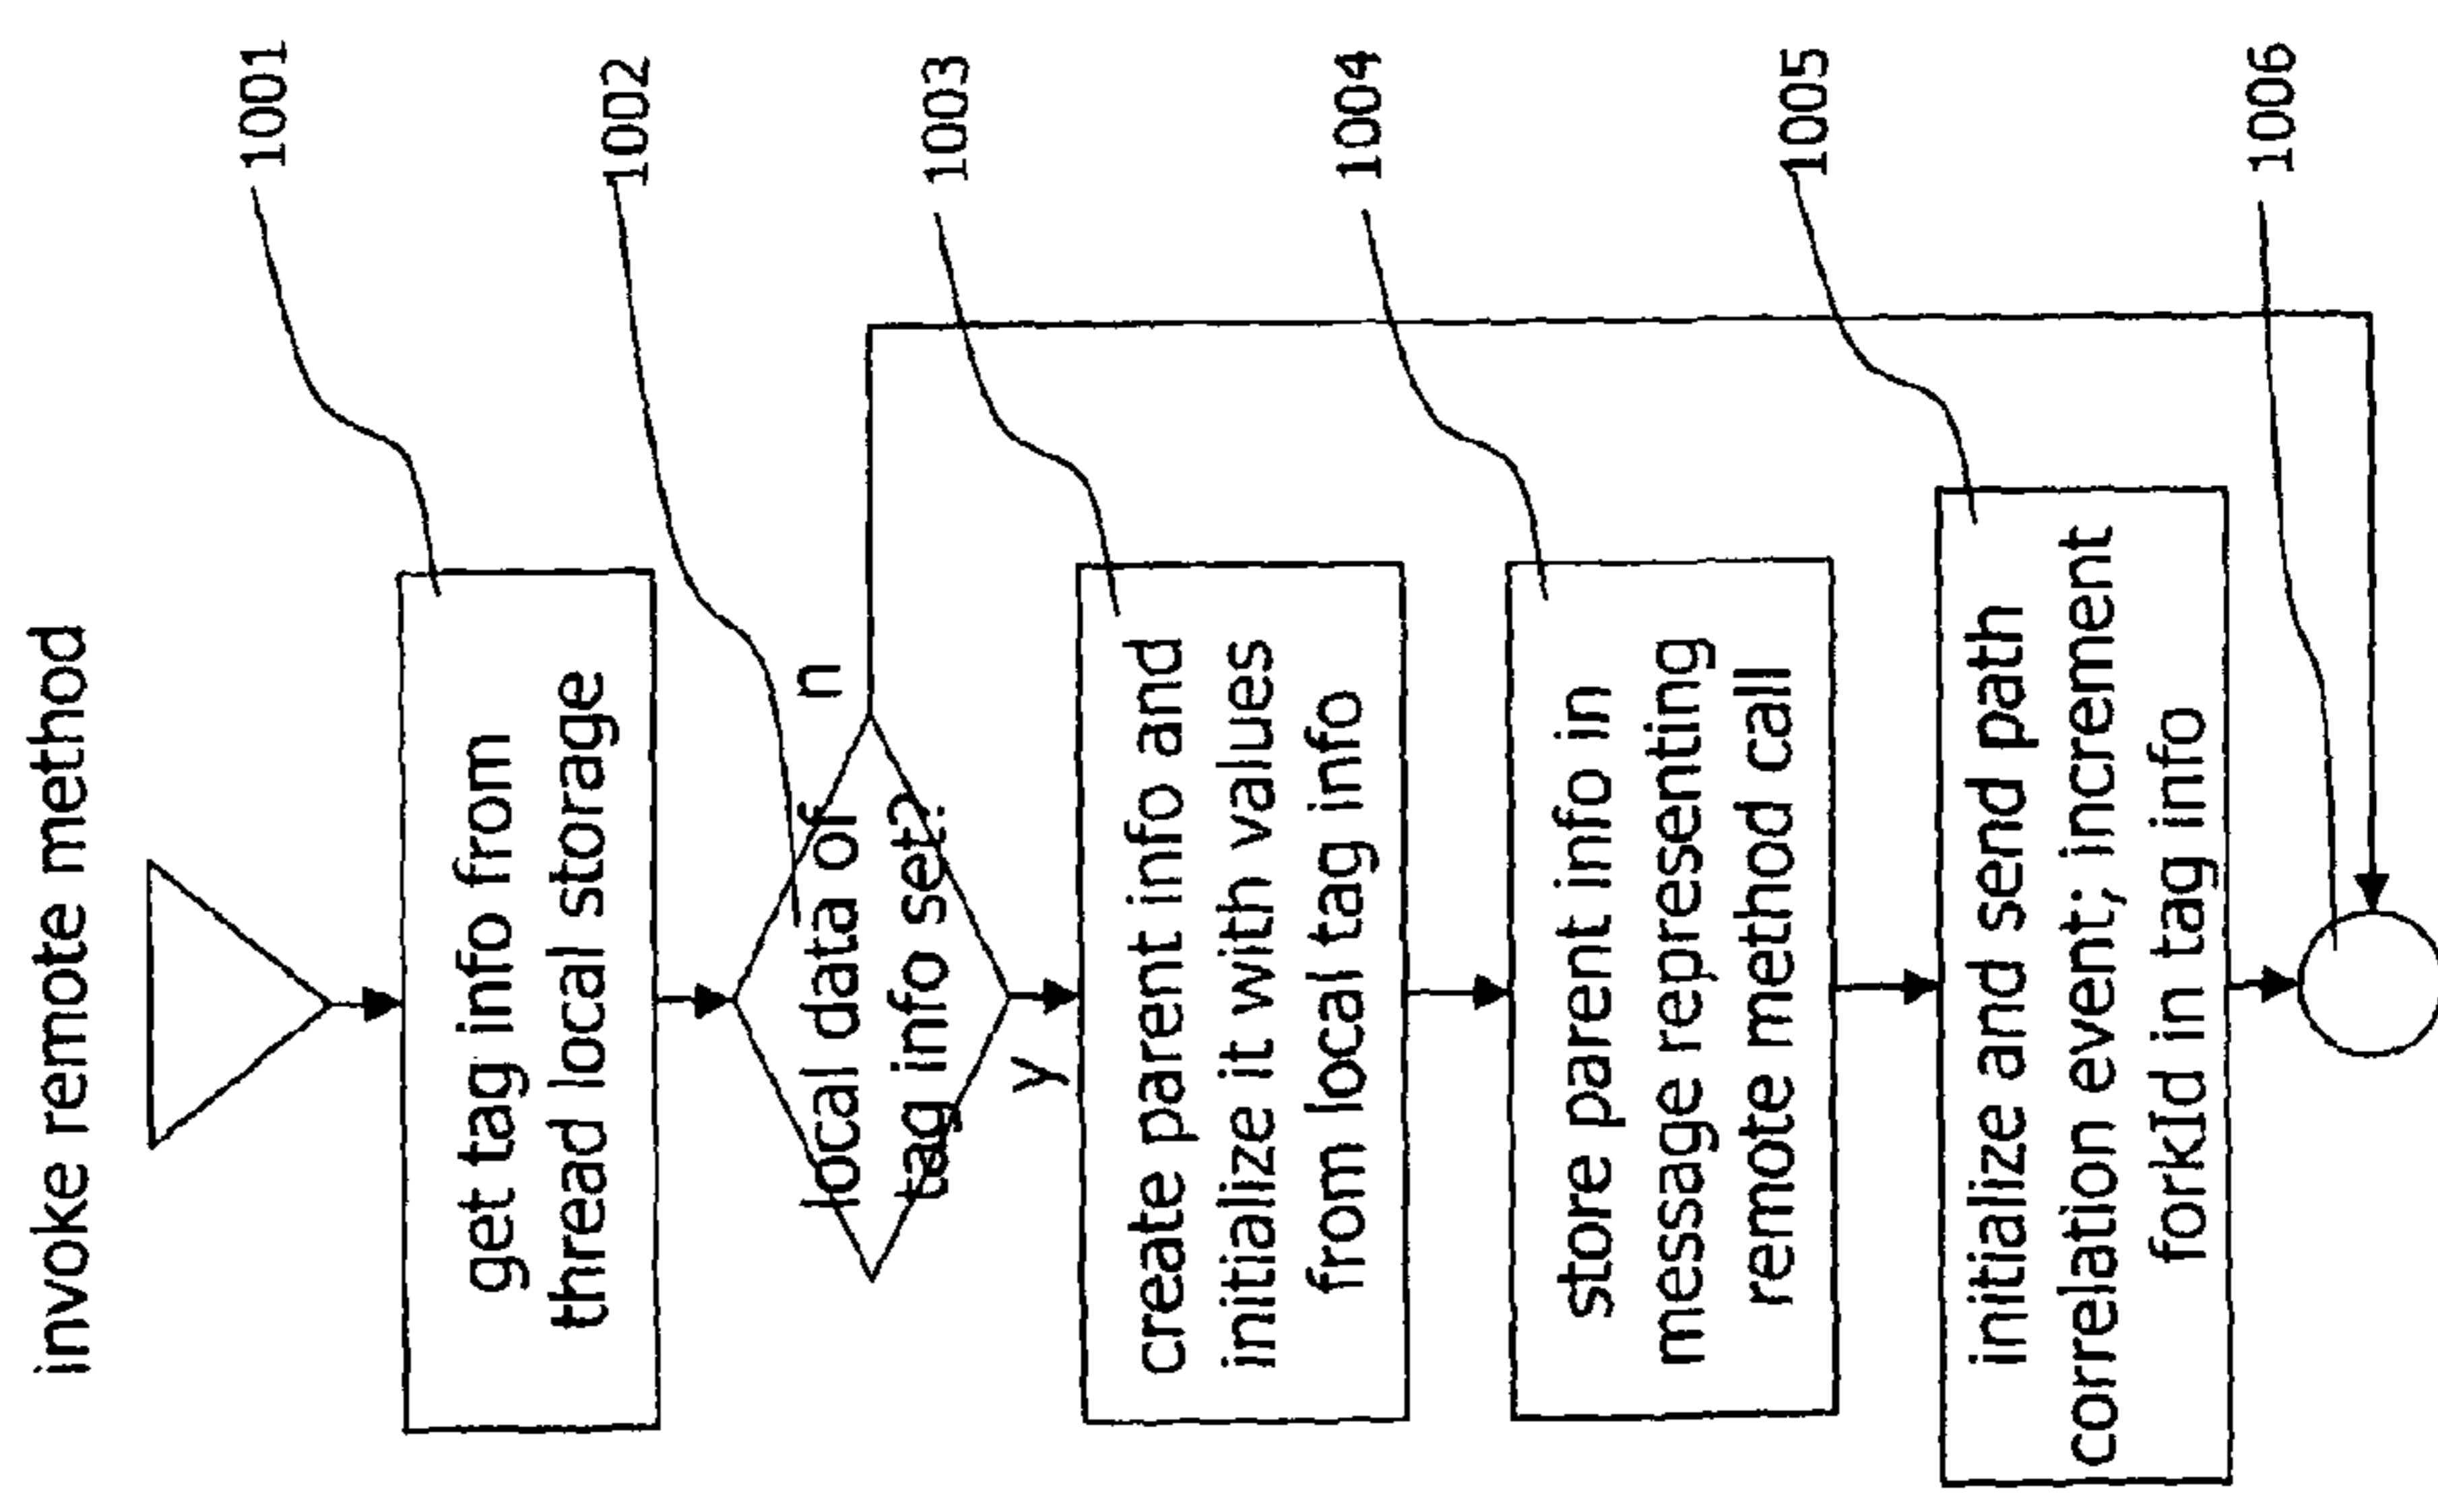 invoke remote method
1001
get tag info from
thread local storage
1002
local data of
tag info set?
n
y
1003
create parent info and
initialize it with values
from local tag info
1004
store parent info in
message representing
remote method call
1005
initialize and send path
correlation event; increment
forkId in tag info
1006